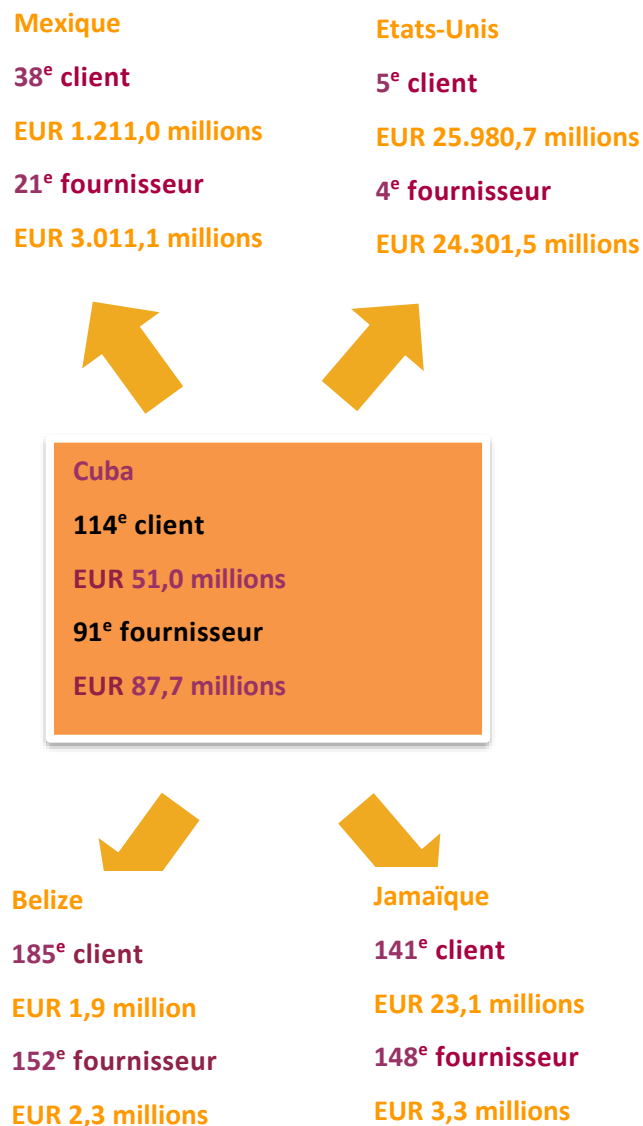 Mexique
38e client
EUR 1.211,0 millions
21e fournisseur
EUR 3.011,1 millions
Etats-Unis
5e client
EUR 25.980,7 millions
4e fournisseur
EUR 24.301,5 millions
Cuba
114e client
EUR 51,0 millions
91e fournisseur
EUR 87,7 millions
Belize
185e client
EUR 1,9 million
152e fournisseur
EUR 2,3 millions
Jamaïque
141e client
EUR 23,1 millions
148e fournisseur
EUR 3,3 millions